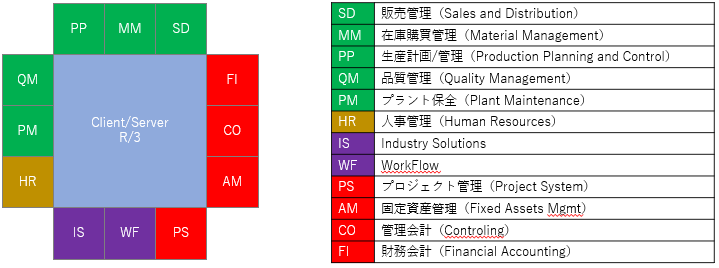 PP MM SD
QM FI
Client/Server
R/3
PM CO
HR AM
IS WF PS
SD 販売管理（Sales and Distribution）
MM 在庫購買管理（Material Management）
PP 生産計画/管理（Production Planning and Control）
QM 品質管理（Quality Management）
PM プラント保全（Plant Maintenance）
HR 人事管理（Human Resources）
IS Industry Solutions
WF WorkFlow
PS プロジェクト管理（Project System）
AM 固定資産管理（Fixed Assets Mgmt）
CO 管理会計（Controling）
FI 財務会計（Financial Accounting）